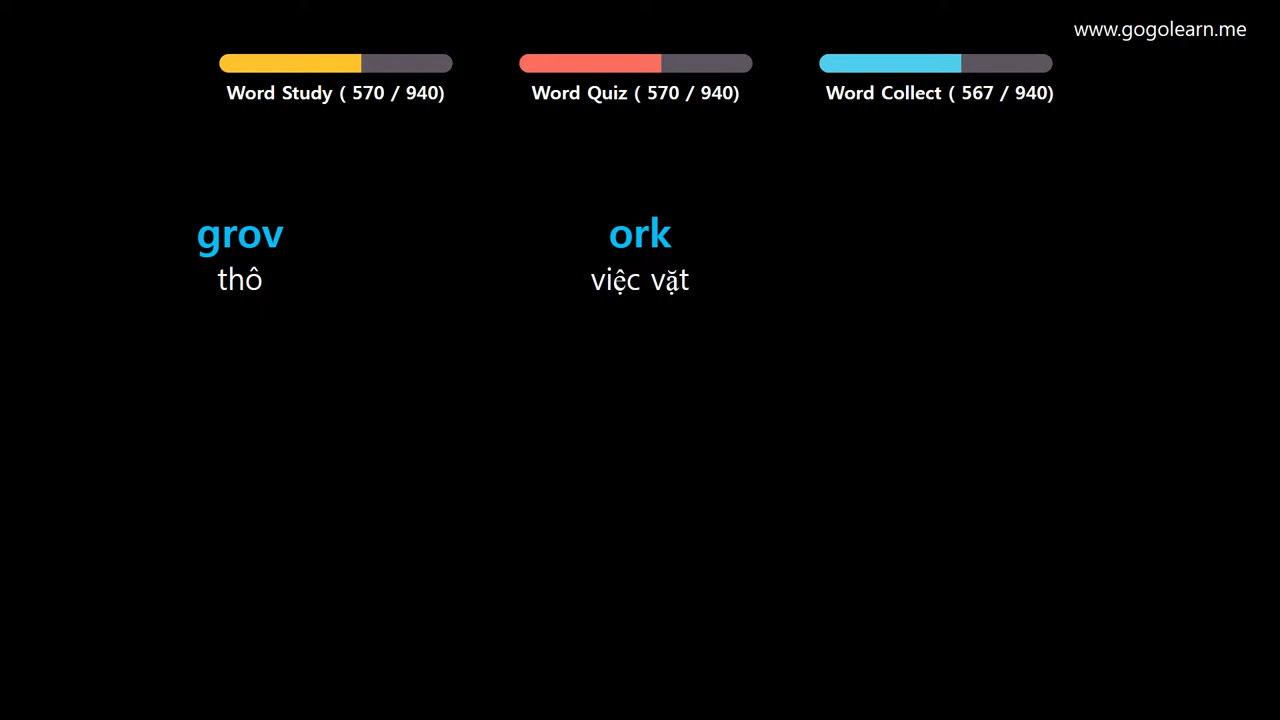 www.gogolearn.me
Word Study ( 570 / 940)
Word Quiz ( 570 / 940)
Word Collect ( 567 / 940)
grov
thô
ork
việc vặt